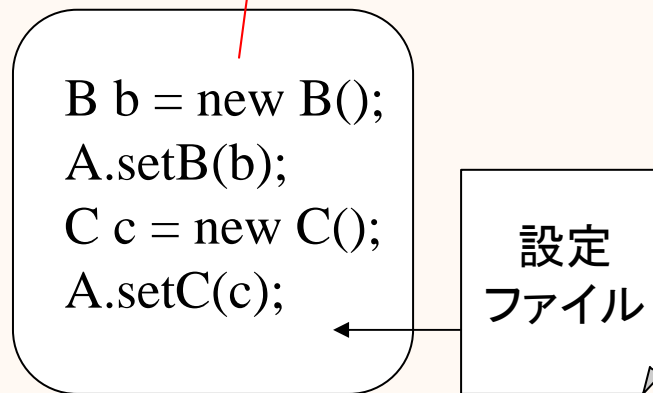 B b = new B();
A.setB(b);
C c = new C();
A.setC(c);
設定
ファイル